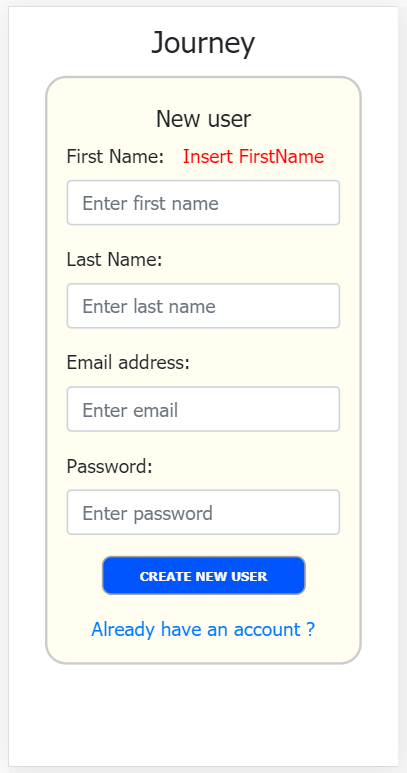 Journey
New user
First Name: Insert FirstName
Enter first name
Last Name:
Enter last name
Email address:
Enter email
Password:
Enter password
CREATE NEW USER
Already have an account ?